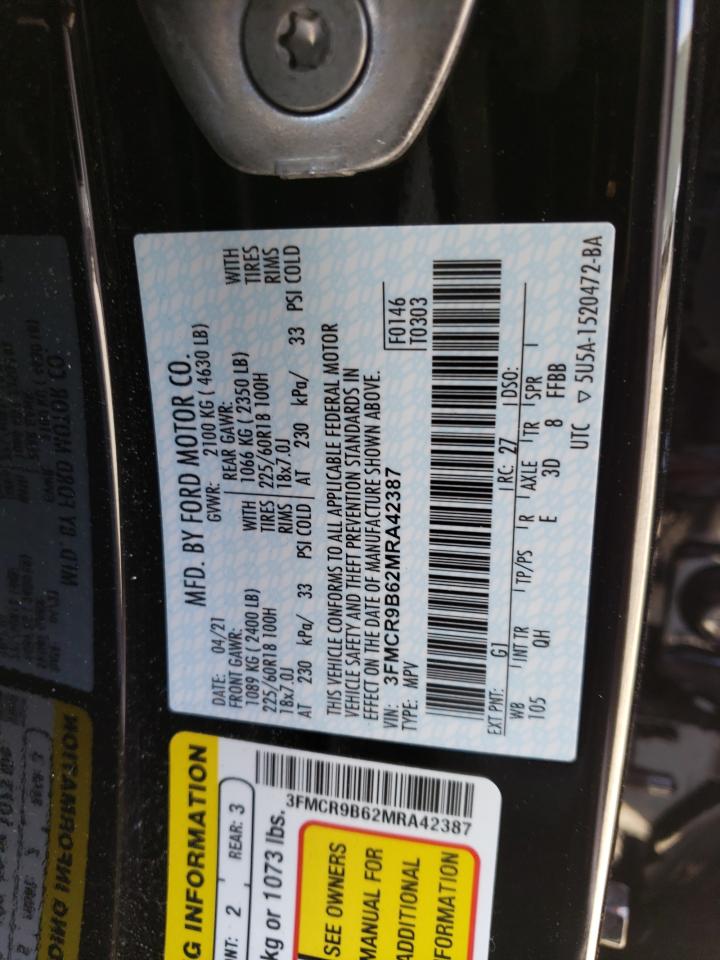 MFD. BY FORD MOTOR CO.
DATE: 04/21 GVWR: 2100 KG ( 4630 LB)
FRONT GAWR: REAR GAWR:
1089 KG (2400 LB) WITH 1066 KG ( 2350 LB) WITH
225/60R18 100H TIRES 225/60R18 100H TIRES
18x7.0J RIMS 18x7.0J RIMS
AT 230 kPa/ 33 PSI COLD AT 230 kPa/ 33 PSI COLD
THIS VEHICLE CONFORMS TO ALL APPLICABLE FEDERAL MOTOR
VEHICLE SAFETY AND THEFT PREVENTION STANDARDS IN
EFFECT ON THE DATE OF MANUFACTURE SHOWN ABOVE.
VIN: 3FMCR9B62MRA42387 F0146
TYPE: MPV T0303
EXT PNT: G1 RC: 27 DSO:
WB INT TR TP/PS R AXLE TR SPR
105 QH E 3D 8 FFBB
UTC ▽ 5U5A-1520472-BA
G INFORMATION
NT: 2 REAR: 3
3FMCR9B62MRA42387
kg or 1073 lbs.
SEE OWNERS
MANUAL FOR
ADDITIONAL
INFORMATION